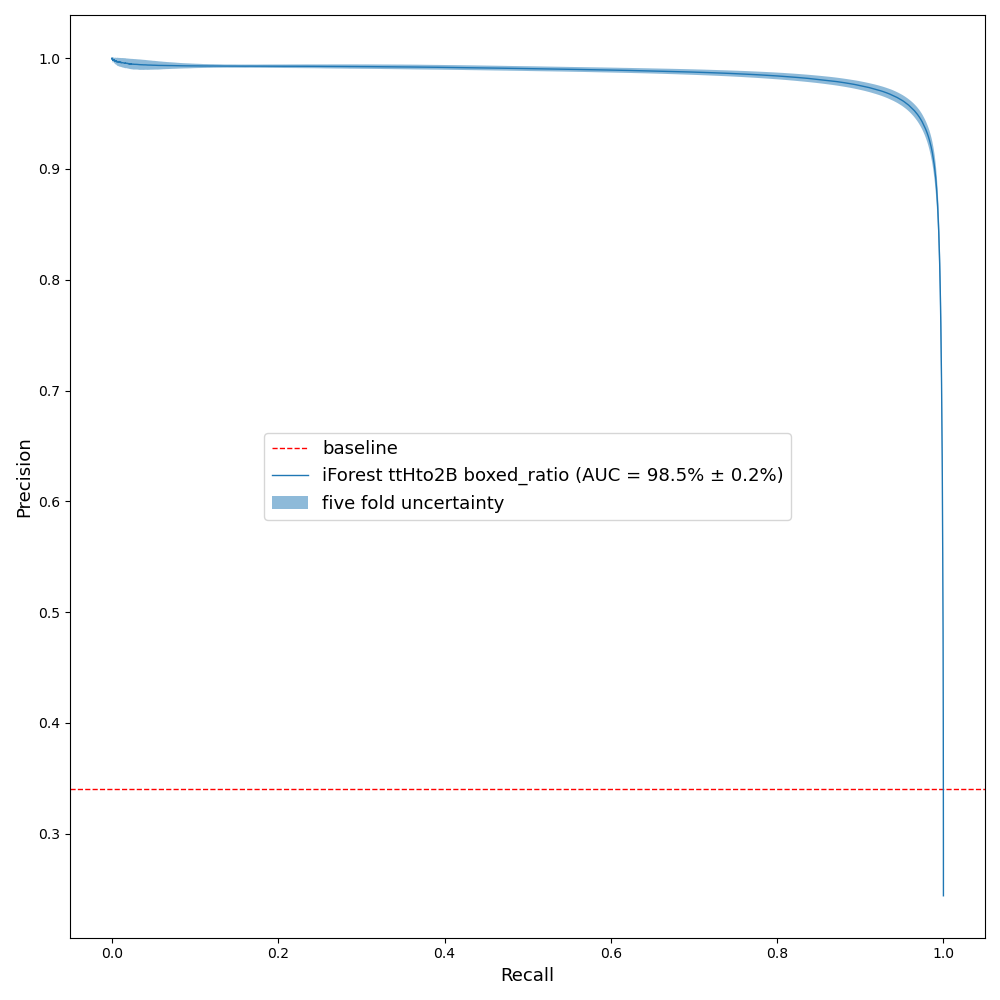 1.0
0.9
0.8
0.7
0.6
0.5
0.4
0.3
Precision
baseline
iForest ttHto2B boxed_ratio (AUC = 98.5% ± 0.2%)
five fold uncertainty
0.0 0.2 0.4 0.6 0.8 1.0
Recall